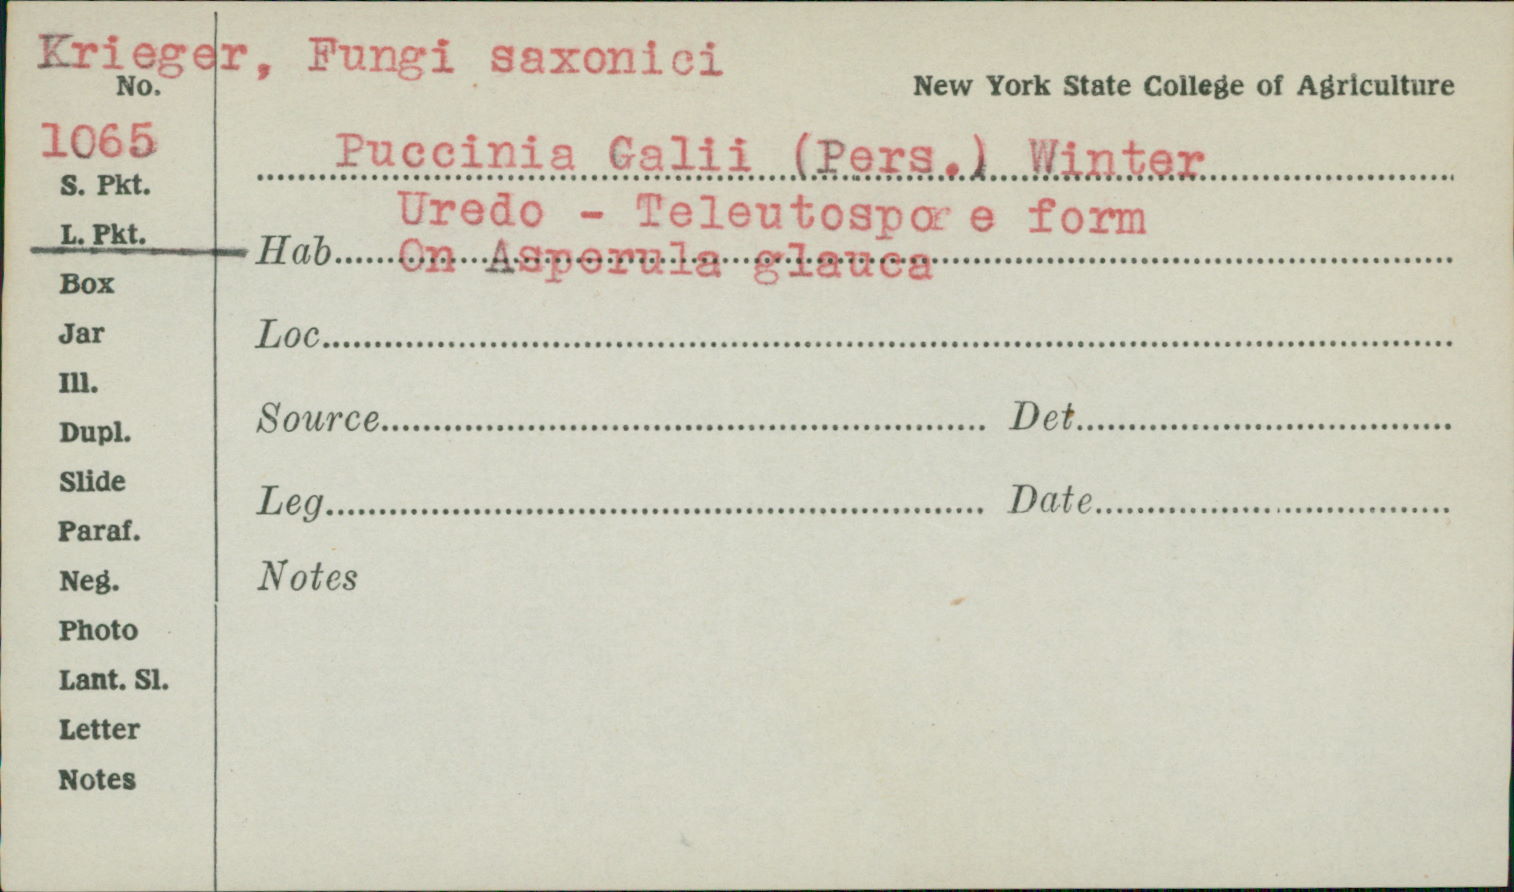 Krieger, Fungi saxonici
No.
New York State College of Agriculture
1065
Puccinia Galii (Pers.) Winter
S. Pkt.
Uredo - Teleutospor e form
L. Pkt.
Hab. On Asperula glauca
Box
Loc.
Jar
Ill.
Source Det.
Dupl.
Slide
Leg. Date
Paraf.
Neg.
Notes
Photo
Lant. Sl.
Letter
Notes